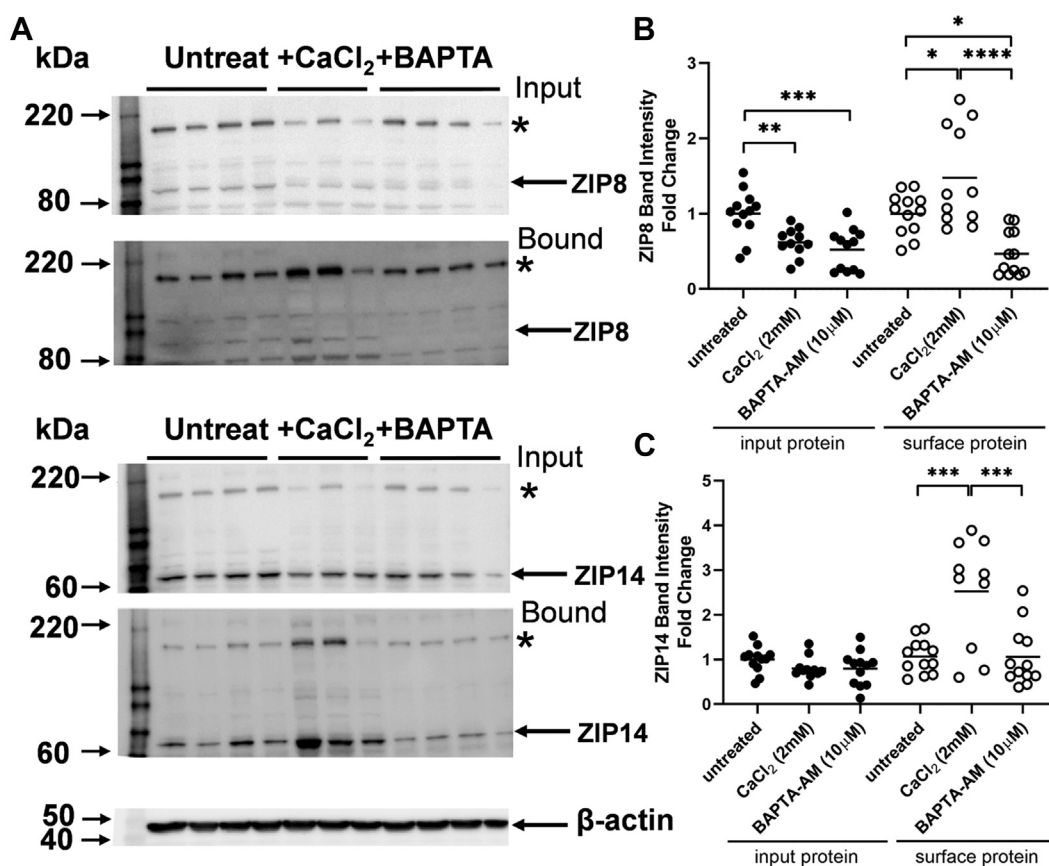 A
kDa
Untreat +CaCl₂+BAPTA
Input
220
*
ZIP8
80
Bound
220
*
ZIP8
80
kDa
Untreat +CaCl₂+BAPTA
Input
220
*
ZIP14
60
Bound
220
*
ZIP14
60
50
β-actin
40
B
ZIP8 Band Intensity
Fold Change
3
2
1
0
**
***
*
*
****
untreated
CaCl₂ (2mM)
BAPTA-AM (10µM)
untreated
CaCl₂(2mM)
BAPTA-AM (10µM)
input protein
surface protein
C
ZIP14 Band Intensity
Fold Change
5
4
3
2
1
0
***
***
untreated
CaCl₂ (2mM)
BAPTA-AM (10µM)
untreated
CaCl₂ (2mM)
BAPTA-AM (10µM)
input protein
surface protein